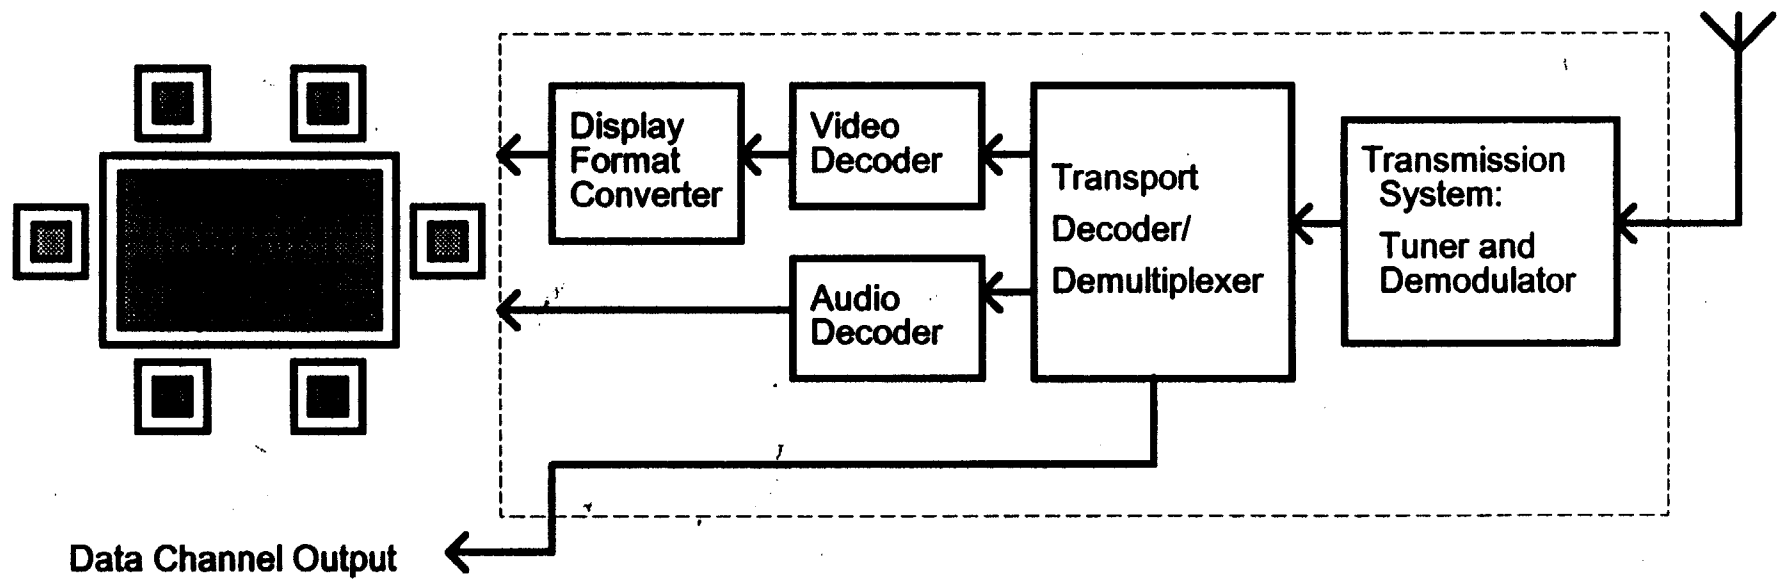 Display
Format
Converter
Video
Decoder
Audio
Decoder
Transport
Decoder/
Demultiplexer
Transmission
System:
Tuner and
Demodulator
Data Channel Output